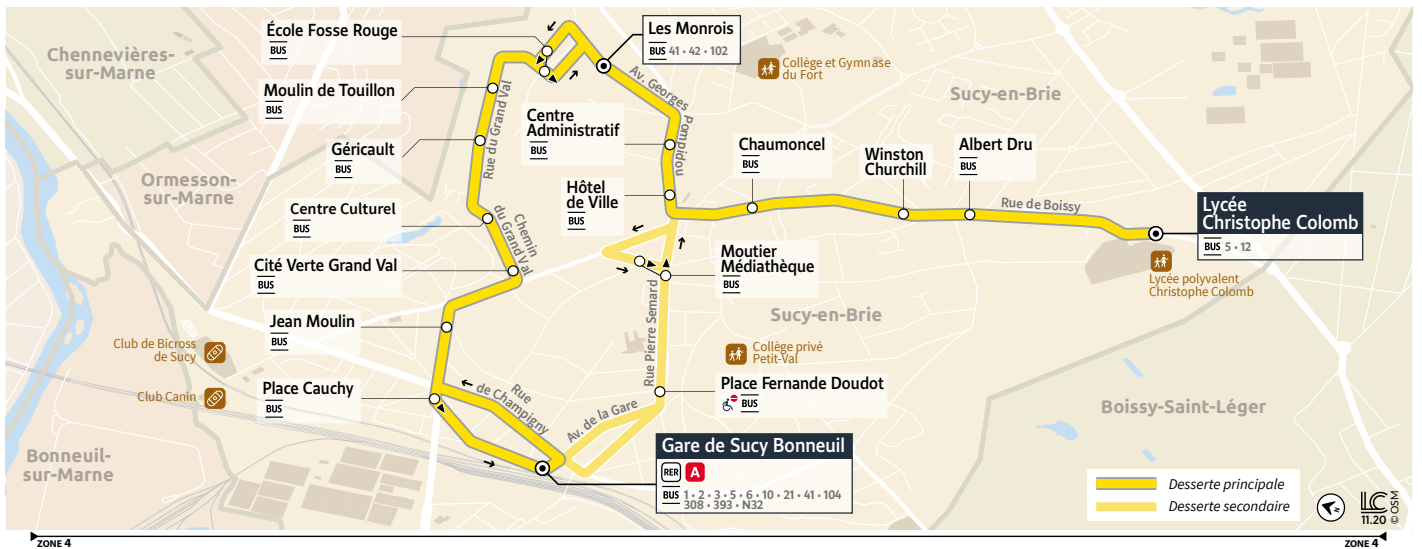 Chennevières-
sur-Marne
École Fosse Rouge
BUS
Les Monrois
BUS 41 • 42 • 102
Collège et Gymnase
du Fort
Moulin de Touillon
BUS
Av. Georges
Pompidou
Sucy-en-Brie
Centre
Administratif
BUS
Géricault
BUS
Rue du Grand Val
Chaumoncel
BUS
Winston
Churchill
Albert Dru
BUS
Ormesson-
sur-Marne
Hôtel
de Ville
BUS
Centre Culturel
BUS
Chemin
du Grand Val
Rue de Boissy
Lycée
Christophe Colomb
BUS 5 • 12
Cité Verte Grand Val
BUS
Moutier
Médiathèque
BUS
Lycée polyvalent
Christophe Colomb
Jean Moulin
BUS
Rue Pierre Semard
Sucy-en-Brie
Club de Bicross
de Sucy
Collège privé
Petit-Val
Place Cauchy
BUS
Club Canin
Rue
de Champigny
Av. de la Gare
Place Fernande Doudot
BUS
Boissy-Saint-Léger
Bonneuil-
sur-Marne
Gare de Sucy Bonneuil
RER A
BUS 1 • 2 • 3 • 5 • 6 • 10 • 21 • 41 • 104
308 • 393 • N32
Desserte principale
Desserte secondaire
LC
11.20
© OSM
ZONE 4
ZONE 4